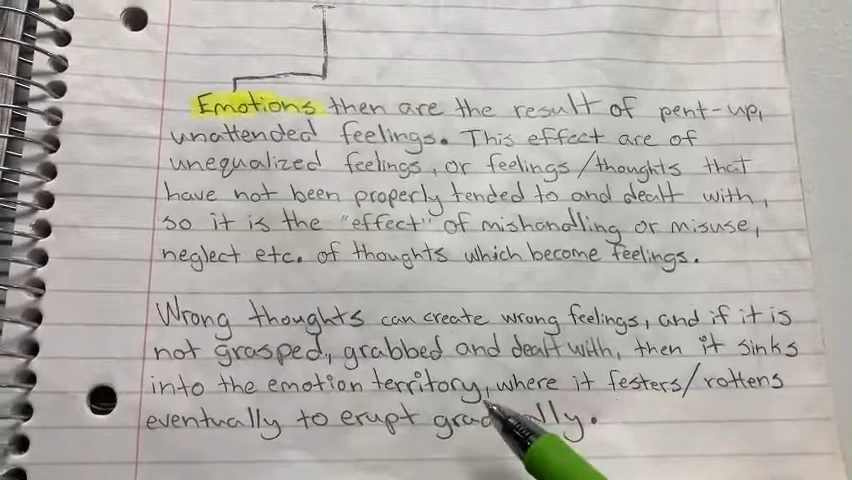 Emotions then are the result of pent-up,
unattended feelings. This effect are of
unequalized feelings, or feelings/thoughts that
have not been properly tended to and dealt with,
so it is the "effect" of mishandling or misuse,
neglect etc. of thoughts which become feelings.
Wrong thoughts can create wrong feelings, and if it is
not grasped, grabbed and dealt with, then it sinks
into the emotion territory, where it festers/rottens
eventually to erupt gradually.